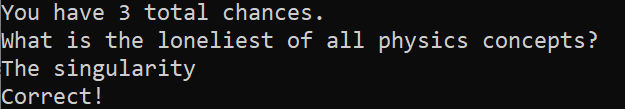 You have 3 total chances.
What is the loneliest of all physics concepts?
The singularity
Correct!